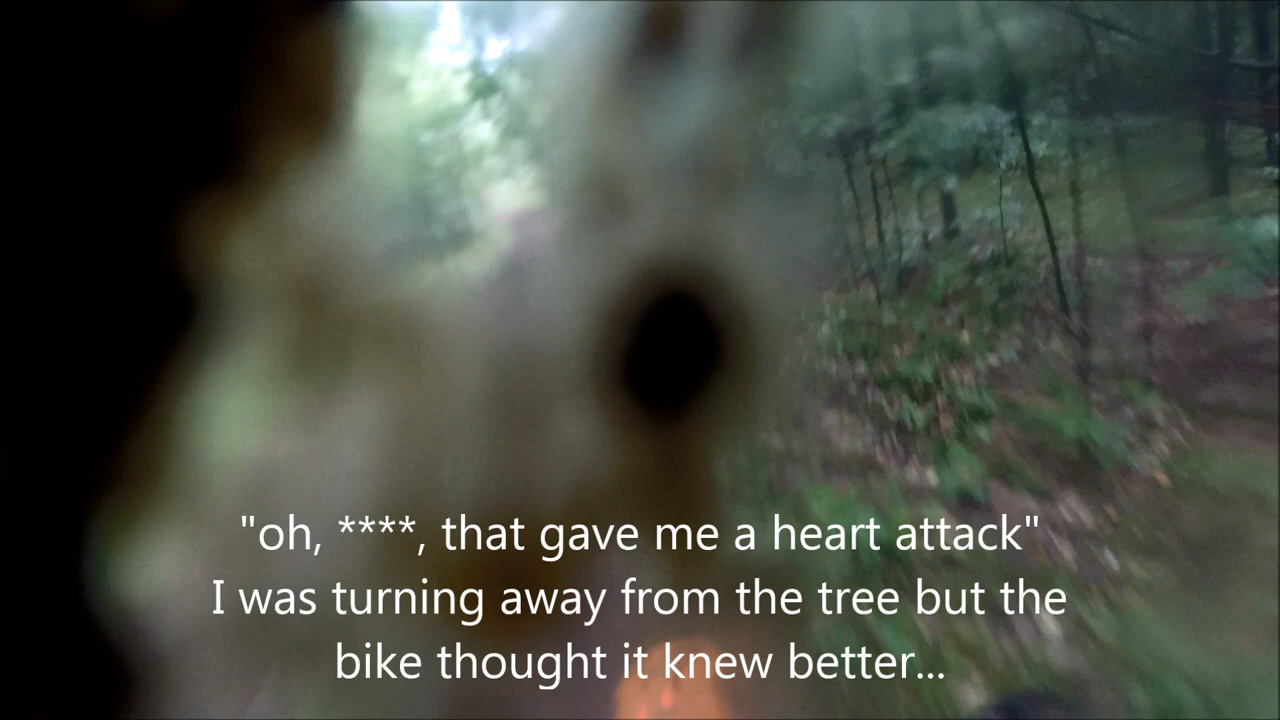 "oh, ****, that gave me a heart attack"
I was turning away from the tree but the
bike thought it knew better...